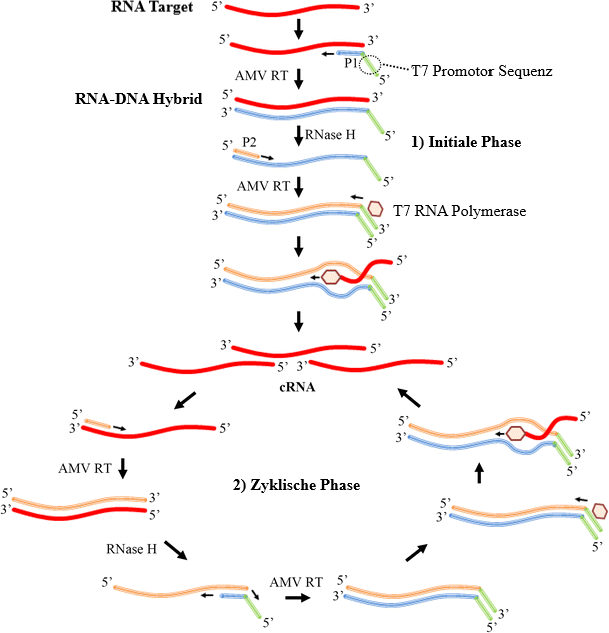 RNA Target 5’ 3’
5’ 3’
P1
5’
T7 Promotor Sequenz
AMV RT
RNA-DNA Hybrid 5’ 3’
3’
5’
RNase H
1) Initiale Phase
5’ P2
3’
5’
AMV RT
5’
3’
T7 RNA Polymerase
3’
5’
5’
5’
3’
3’
5’
3’ 5’
3’ 5’ 3’ 5’
cRNA
5’
3’ 5’
AMV RT
5’ 3’
3’ 5’
2) Zyklische Phase
RNase H
5’
5’
AMV RT
5’
3’
3’
5’
5’
3’
3’
5’
5’
5’
3’
3’
5’